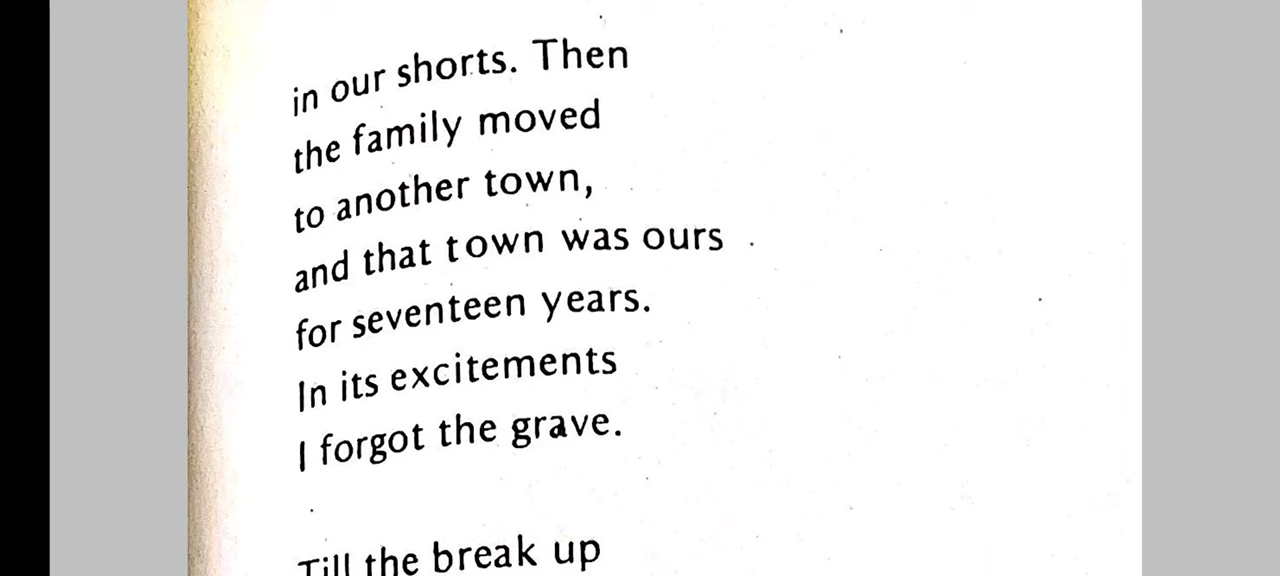 in our shorts. Then
the family moved
to another town,
and that town was ours
for seventeen years.
In its excitements
I forgot the grave.
Till the break up